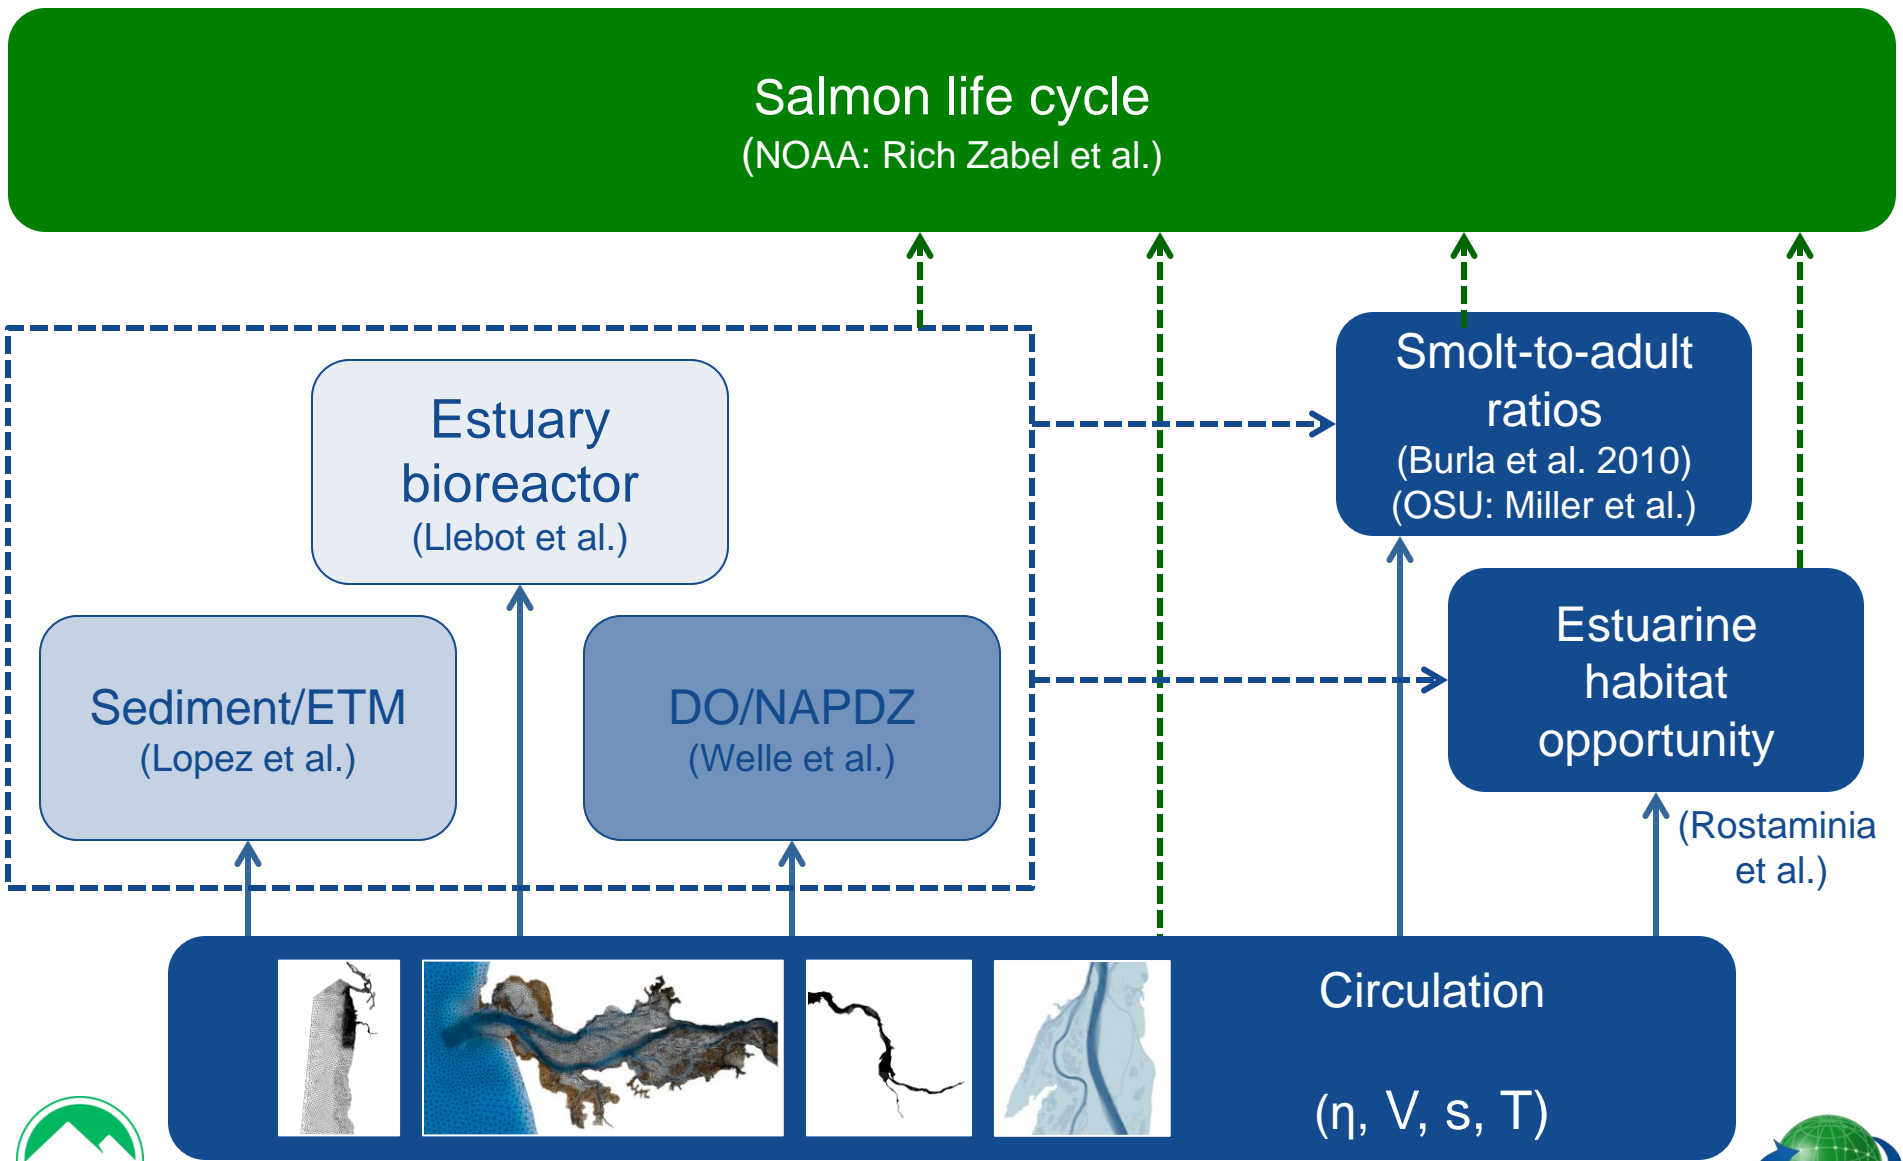 Salmon life cycle
(NOAA: Rich Zabel et al.)
Estuary
bioreactor
(Llebot et al.)
Smolt-to-adult
ratios
(Burla et al. 2010)
(OSU: Miller et al.)
Sediment/ETM
(Lopez et al.)
DO/NAPDZ
(Welle et al.)
Estuarine
habitat
opportunity
(Rostaminia
et al.)
Circulation
(η, V, s, T)